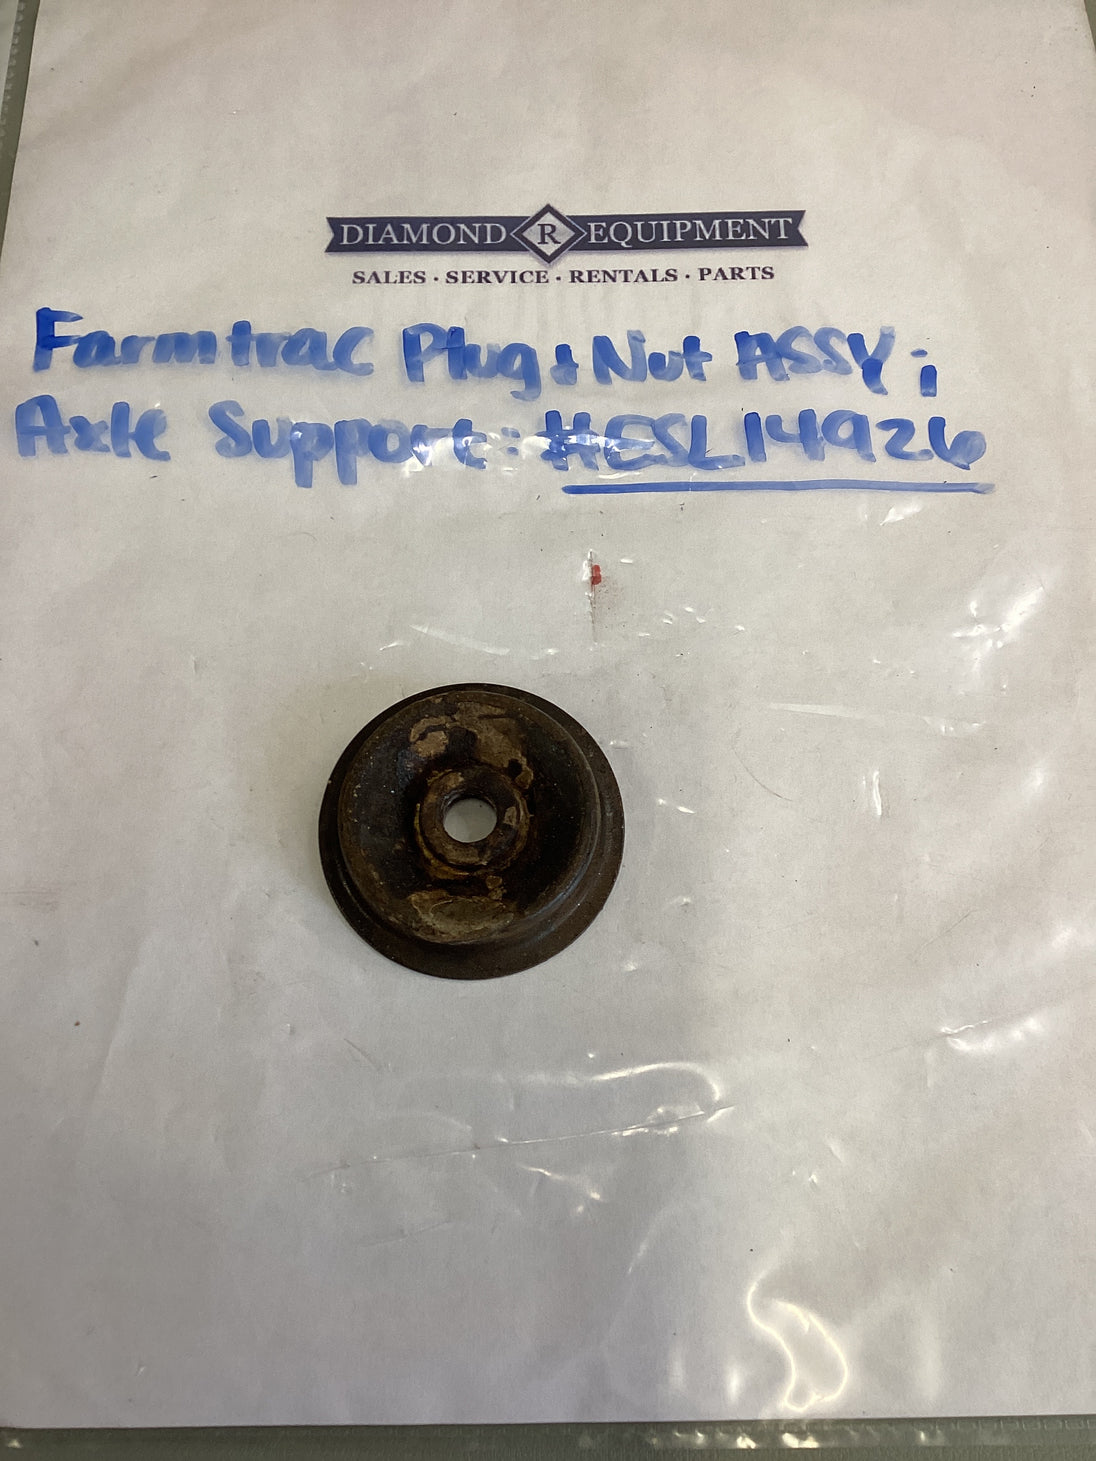 DIAMOND R EQUIPMENT
SALES · SERVICE · RENTALS · PARTS
Farmtrac Plug & Nut ASSY;
Axle Support: #ESL14926